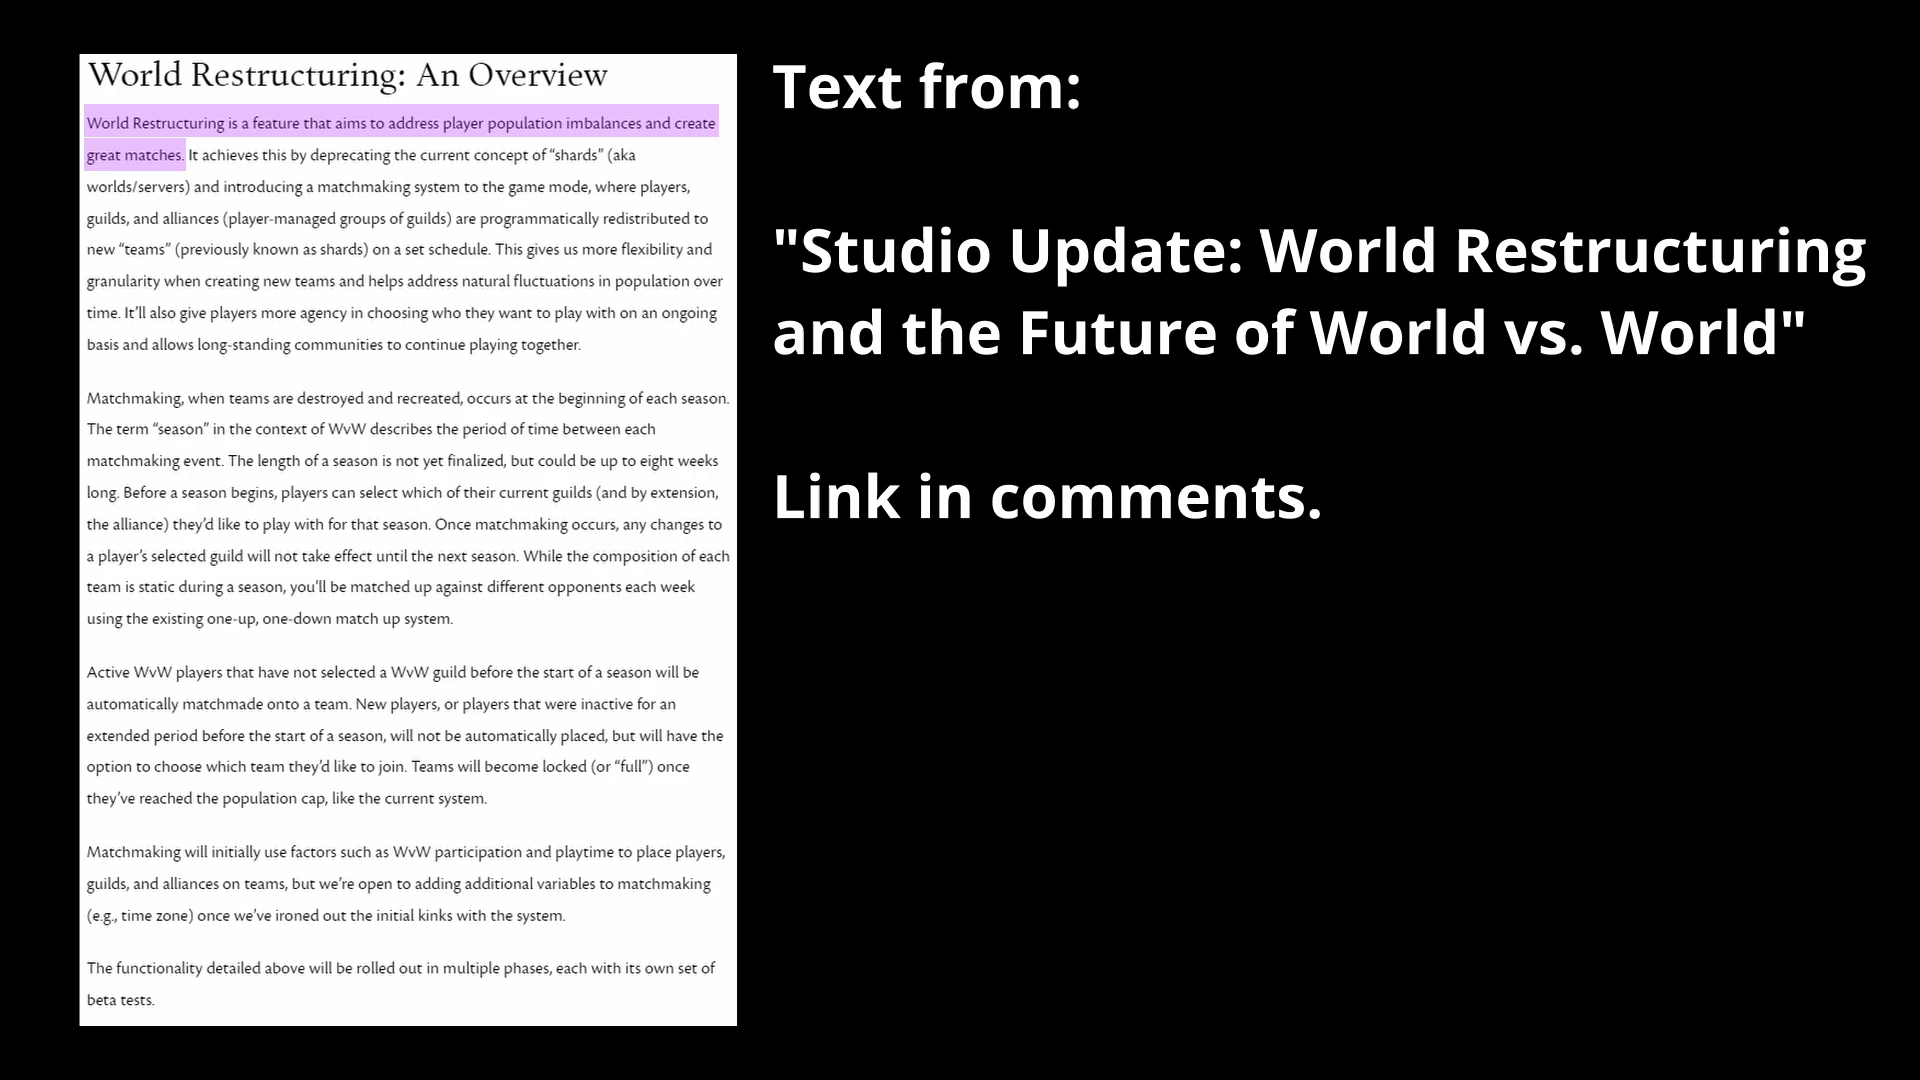 World Restructuring: An Overview
World Restructuring is a feature that aims to address player population imbalances and create
great matches. It achieves this by deprecating the current concept of “shards” (aka
worlds/servers) and introducing a matchmaking system to the game mode, where players,
guilds, and alliances (player-managed groups of guilds) are programmatically redistributed to
new “teams” (previously known as shards) on a set schedule. This gives us more flexibility and
granularity when creating new teams and helps address natural fluctuations in population over
time. It’ll also give players more agency in choosing who they want to play with on an ongoing
basis and allows long-standing communities to continue playing together.
Matchmaking, when teams are destroyed and recreated, occurs at the beginning of each season.
The term “season” in the context of WvW describes the period of time between each
matchmaking event. The length of a season is not yet finalized, but could be up to eight weeks
long. Before a season begins, players can select which of their current guilds (and by extension,
the alliance) they’d like to play with for that season. Once matchmaking occurs, any changes to
a player’s selected guild will not take effect until the next season. While the composition of each
team is static during a season, you’ll be matched up against different opponents each week
using the existing one-up, one-down match up system.
Active WvW players that have not selected a WvW guild before the start of a season will be
automatically matchmade onto a team. New players, or players that were inactive for an
extended period before the start of a season, will not be automatically placed, but will have the
option to choose which team they’d like to join. Teams will become locked (or “full”) once
they’ve reached the population cap, like the current system.
Matchmaking will initially use factors such as WvW participation and playtime to place players,
guilds, and alliances on teams, but we’re open to adding additional variables to matchmaking
(e.g., time zone) once we’ve ironed out the initial kinks with the system.
The functionality detailed above will be rolled out in multiple phases, each with its own set of
beta tests.
Text from:
"Studio Update: World Restructuring
and the Future of World vs. World"
Link in comments.